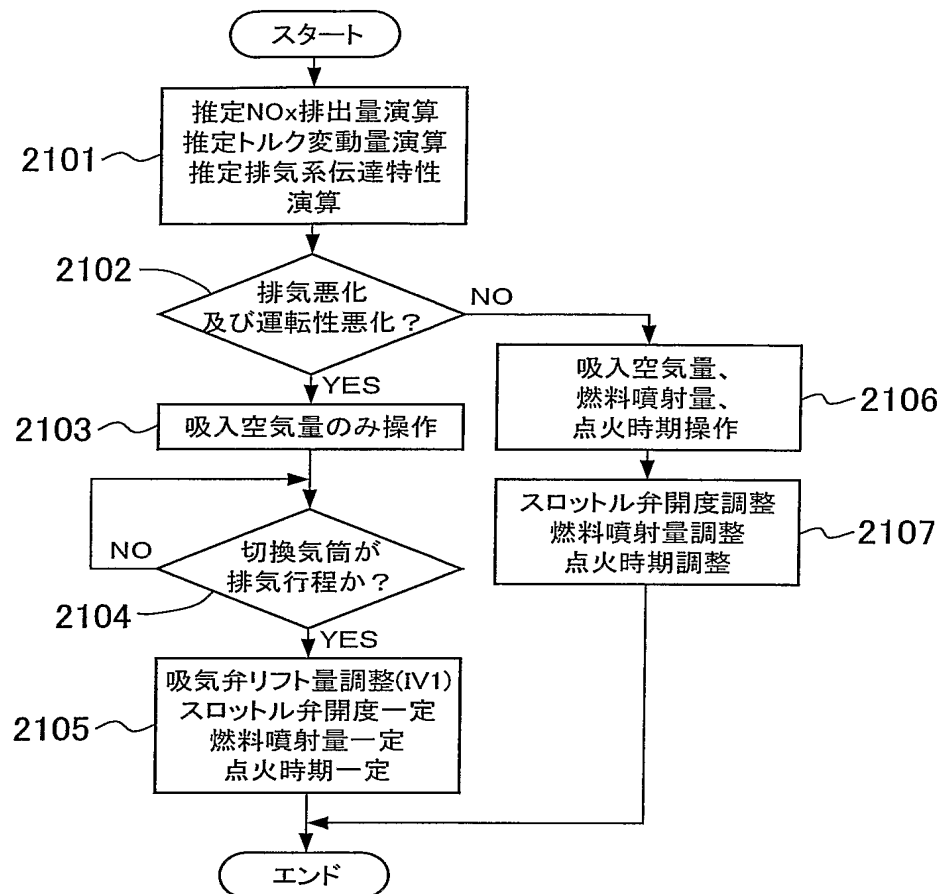 スタート
推定NOx排出量演算
推定トルク変動量演算
推定排気系伝達特性
演算
2101
2102
排気悪化
及び運転性悪化？
NO
YES
2103
吸入空気量のみ操作
吸入空気量、
燃料噴射量、
点火時期操作
2106
NO
切換気筒が
排気行程か？
2104
YES
スロットル弁開度調整
燃料噴射量調整
点火時期調整
2107
吸気弁リフト量調整(IV1)
スロットル弁開度一定
燃料噴射量一定
点火時期一定
2105
エンド